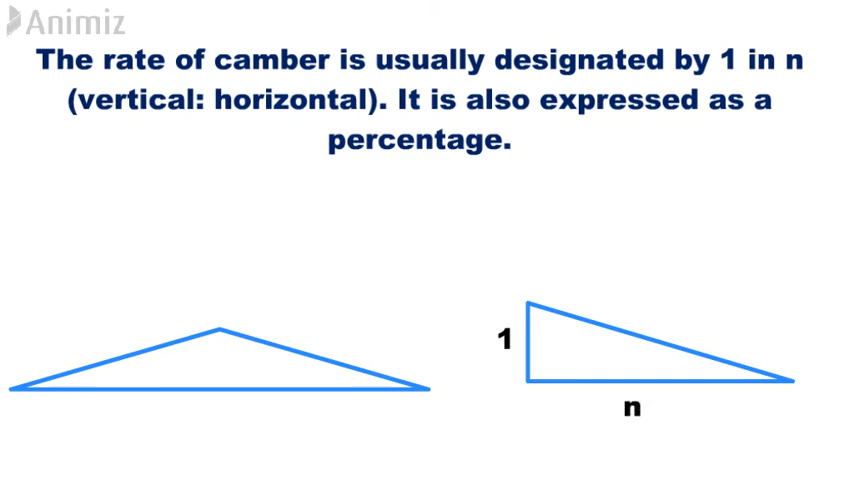 Animiz
The rate of camber is usually designated by 1 in n
(vertical: horizontal). It is also expressed as a
percentage.
1
n